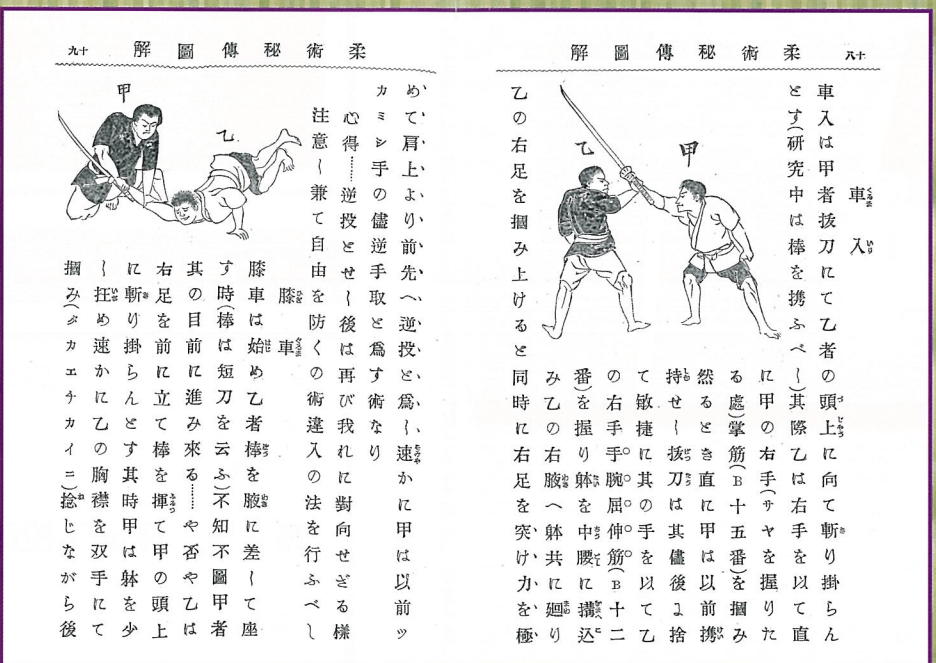 柔術秘傳圖解
十八
車入
車入は甲者拔刀にて乙者の頭上に向て斬り掛らん
とす(研究中は棒を携ふべし)其際乙は右手を以て直
に甲の右手(サヤを握りた
る處)掌筋(B十五番)を摑み
然るとき直に甲は以前携
持せし拔刀は其儘後よ捨
て敏捷に其の手を以て乙
の右手手腕屈伸筋(B十二
番)を握り躰を中腰に搆込
み乙の右腋へ躰共に廻り
乙の右足を摑み上けると同時に右足を突け力を極
甲
乙
柔術秘傳圖解
十九
めて肩上より前先へ逆投と爲し速かに甲は以前ッ
カミシ手の儘逆手取と爲す術なり
心得……逆投とせし後は再び我れに對向せざる樣
注意し兼て自由を防くの術違入の法を行ふべし
膝車
膝車は始め乙者棒を腋に差して座
す時(棒は短刀を云ふ)不知不圖甲者
其の目前に進み來る……や否や乙は
右足を前に立て棒を揮て甲の頭上
に斬り掛らんとす其時甲は躰を少
し抂め速かに乙の胸襟を双手にて
摑み(タカエチカイニ)捻じながら後
乙
甲